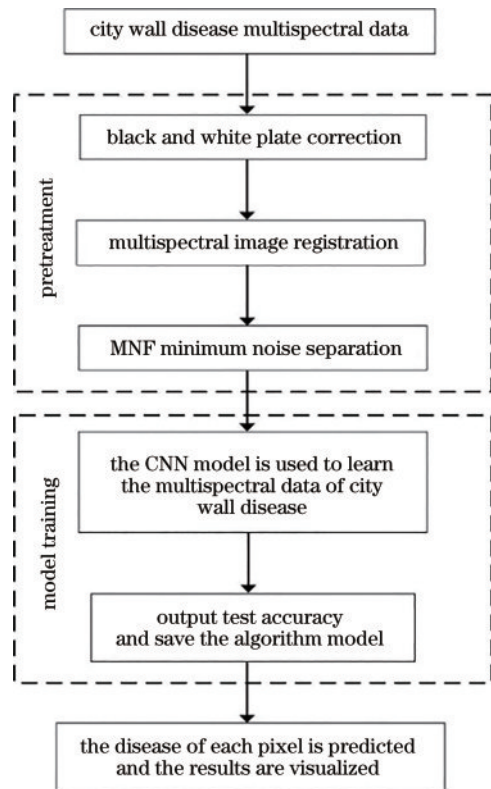 city wall disease multispectral data
pretreatment
black and white plate correction
multispectral image registration
MNF minimum noise separation
model training
the CNN model is used to learn
the multispectral data of city
wall disease
output test accuracy
and save the algorithm model
the disease of each pixel is predicted
and the results are visualized